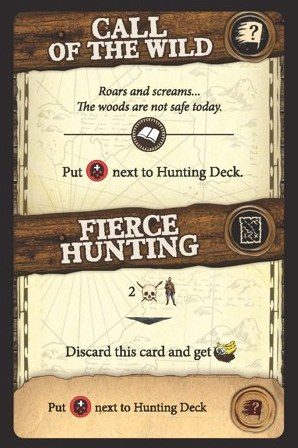 CALL
OF THE WILD
Roars and screams...
The woods are not safe today.
Put next to Hunting Deck.
FIERCE
HUNTING
2
Discard this card and get
Put next to Hunting Deck